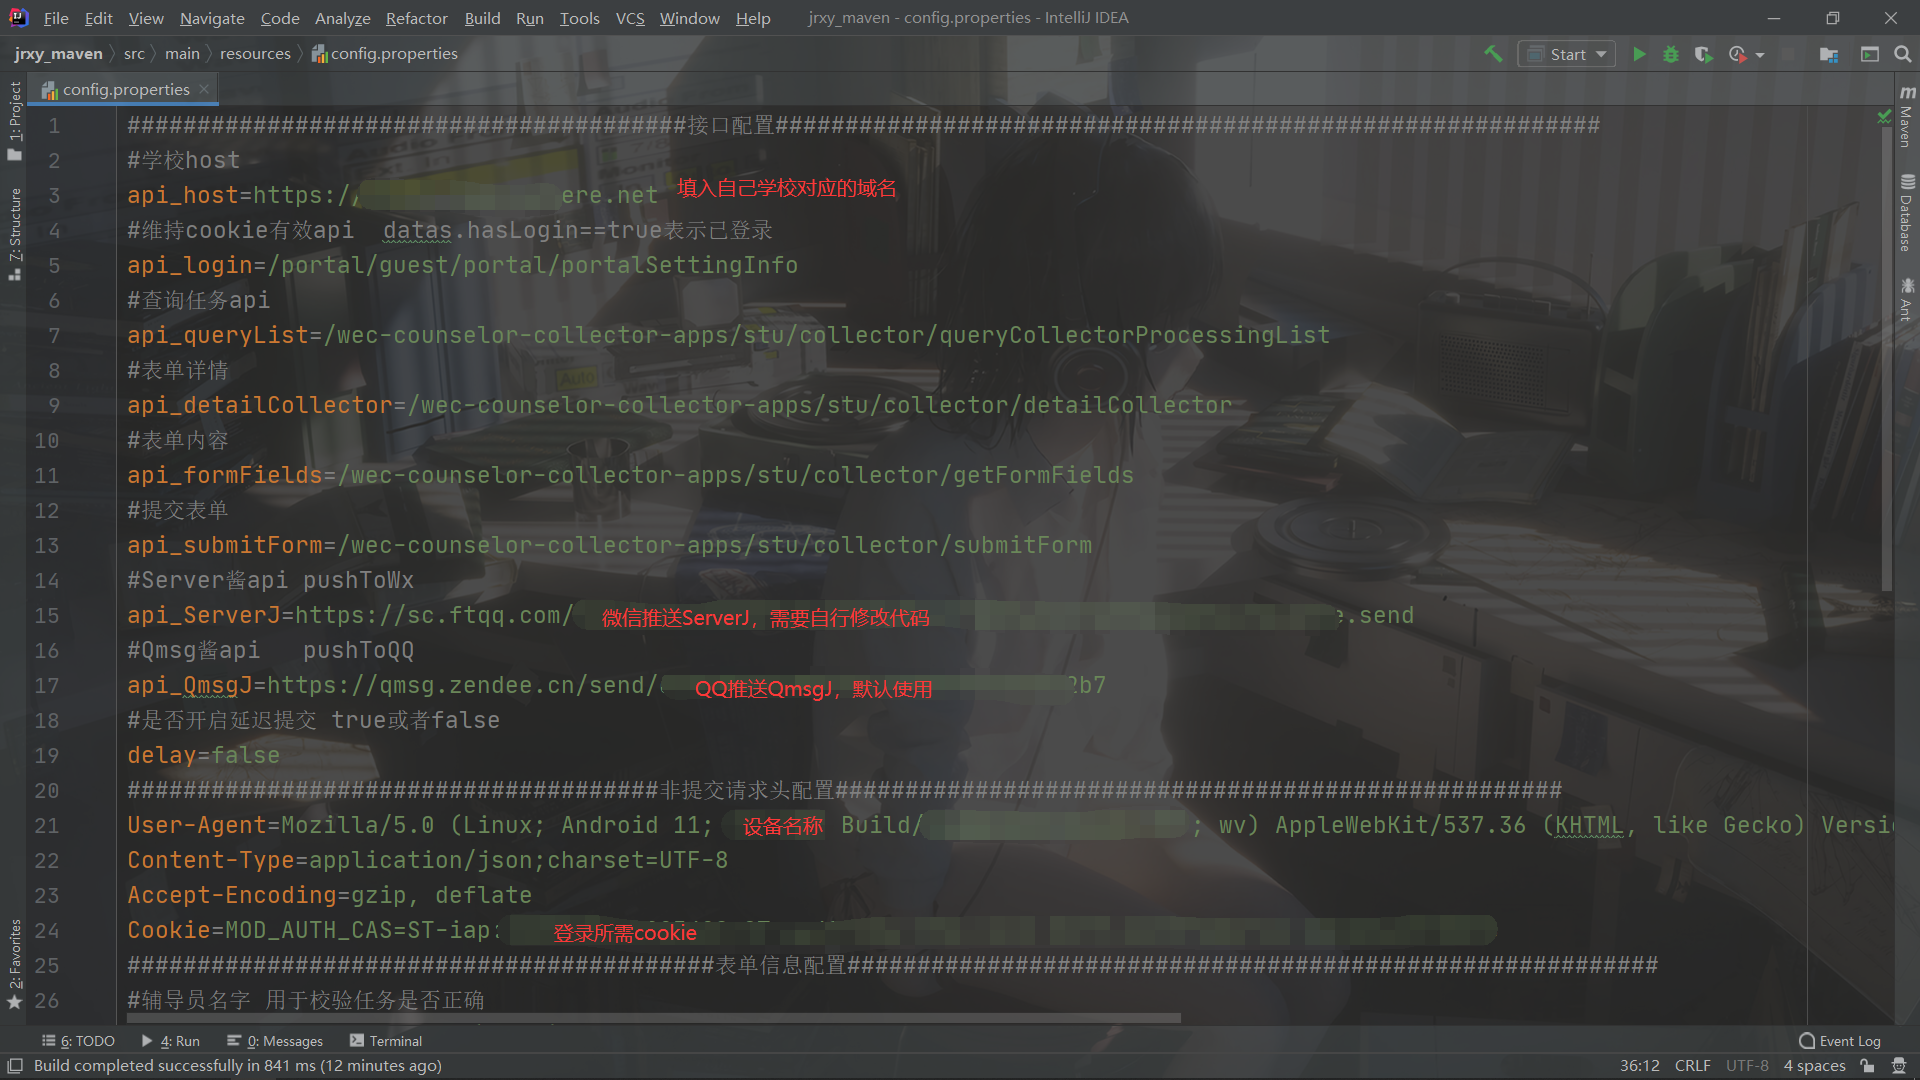 File Edit View Navigate Code Analyze Refactor Build Run Tools VCS Window Help jrxy_maven - config.properties - IntelliJ IDEA
jrxy_maven src main resources config.properties Start
config.properties
1 ########################################接口配置###########################################################
2 #学校host
3 api_host=https:/ ere.net 填入自己学校对应的域名
4 #维持cookie有效api  datas.hasLogin==true表示已登录
5 api_login=/portal/guest/portal/portalSettingInfo
6 #查询任务api
7 api_queryList=/wec-counselor-collector-apps/stu/collector/queryCollectorProcessingList
8 #表单详情
9 api_detailCollector=/wec-counselor-collector-apps/stu/collector/detailCollector
10 #表单内容
11 api_formFields=/wec-counselor-collector-apps/stu/collector/getFormFields
12 #提交表单
13 api_submitForm=/wec-counselor-collector-apps/stu/collector/submitForm
14 #Server酱api pushToWx
15 api_ServerJ=https://sc.ftqq.com/ 微信推送ServerJ，需要自行修改代码 .send
16 #Qmsg酱api   pushToQQ
17 api_QmsgJ=https://qmsg.zendee.cn/send/ QQ推送QmsgJ，默认使用 2b7
18 #是否开启延迟提交 true或者false
19 delay=false
20 ######################################非提交请求头配置####################################################
21 User-Agent=Mozilla/5.0 (Linux; Android 11; 设备名称 Build/ ; wv) AppleWebKit/537.36 (KHTML, like Gecko) Versi
22 Content-Type=application/json;charset=UTF-8
23 Accept-Encoding=gzip, deflate
24 Cookie=MOD_AUTH_CAS=ST-iap: 登录所需cookie
25 ##########################################表单信息配置##########################################################
26 #辅导员名字 用于校验任务是否正确
1: Project
7: Structure
2: Favorites
m Maven
Database
Ant
6: TODO 4: Run 0: Messages Terminal Event Log
Build completed successfully in 841 ms (12 minutes ago) 36:12 CRLF UTF-8 4 spaces